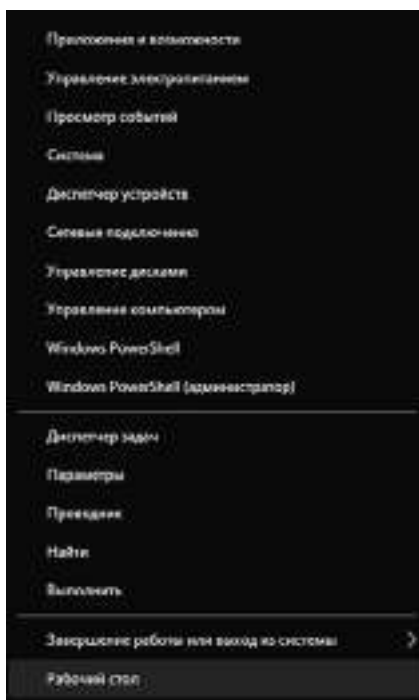 Приложения и возможности
Управление электропитанием
Просмотр событий
Система
Диспетчер устройств
Сетевые подключения
Управление дисками
Управление компьютером
Windows PowerShell
Windows PowerShell (администратор)
Диспетчер задач
Параметры
Проводник
Найти
Выполнить
Завершение работы или выход из системы
Рабочий стол